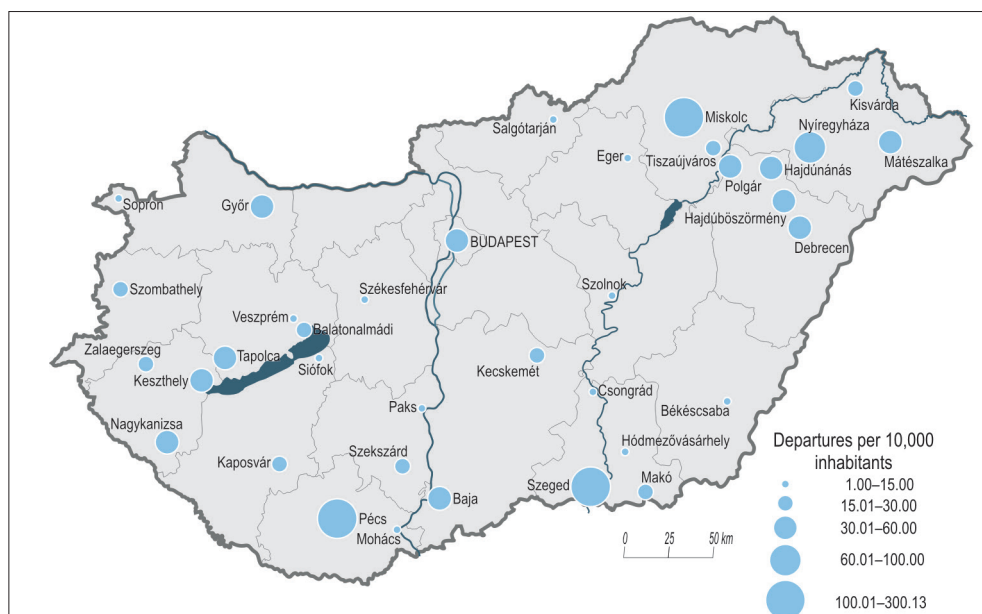 Salgótarján
Miskolc
Kisvárda
Nyíregyháza
Eger
Tiszaújváros
Mátészalka
Polgár
Hajdúnánás
Sopron
Győr
Hajdúböszörmény
Debrecen
BUDAPEST
Szombathely
Székesfehérvár
Szolnok
Veszprém
Balatonalmádi
Zalaegerszeg
Tapolca
Siófok
Keszthely
Kecskemét
Csongrád
Paks
Békéscsaba
Nagykanizsa
Hódmezővásárhely
Kaposvár
Szekszárd
Szeged
Makó
Baja
Pécs
Mohács
0 25 50 km
Departures per 10,000
inhabitants
1.00–15.00
15.01–30.00
30.01–60.00
60.01–100.00
100.01–300.13